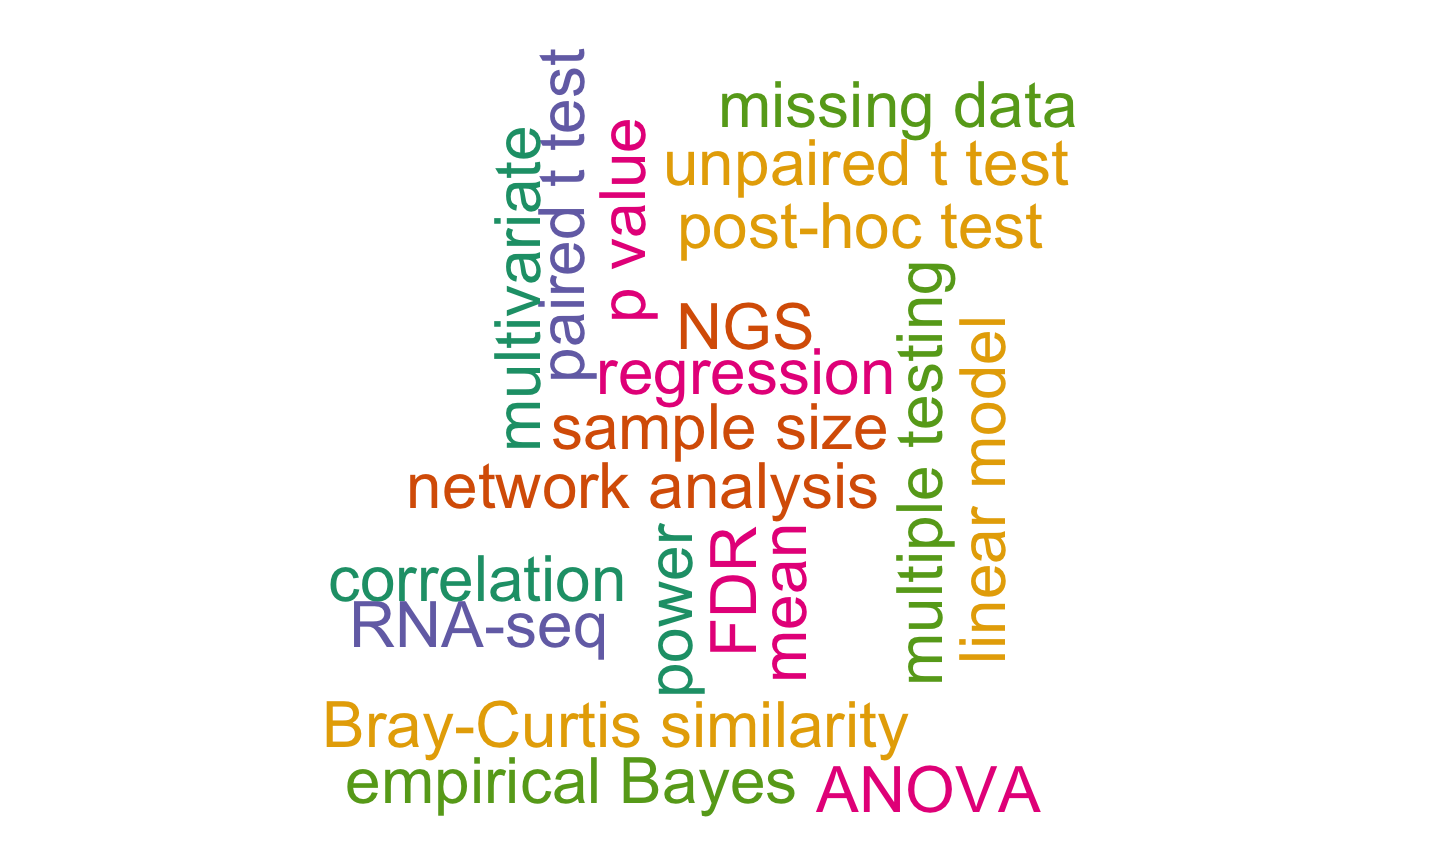 multivariate
paired t test
p value
missing data
unpaired t test
post-hoc test
NGS
regression
sample size
network analysis
multiple testing
linear model
correlation
RNA-seq
power
FDR
mean
Bray-Curtis similarity
empirical Bayes
ANOVA